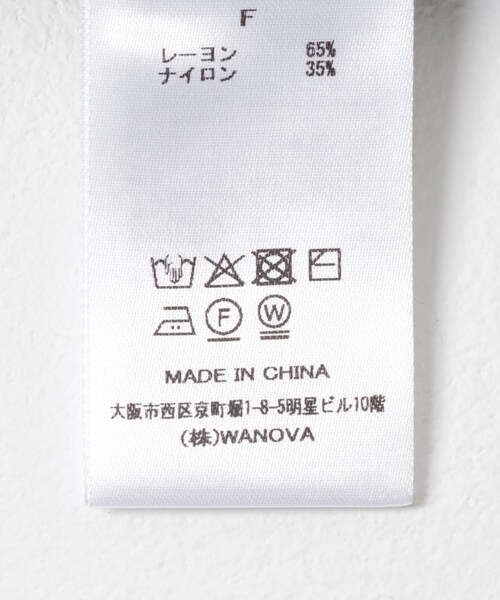 F
レーヨン 65%
ナイロン 35%
F W
MADE IN CHINA
大阪市西区京町堀1-8-5明星ビル10階
(株)WANOVA